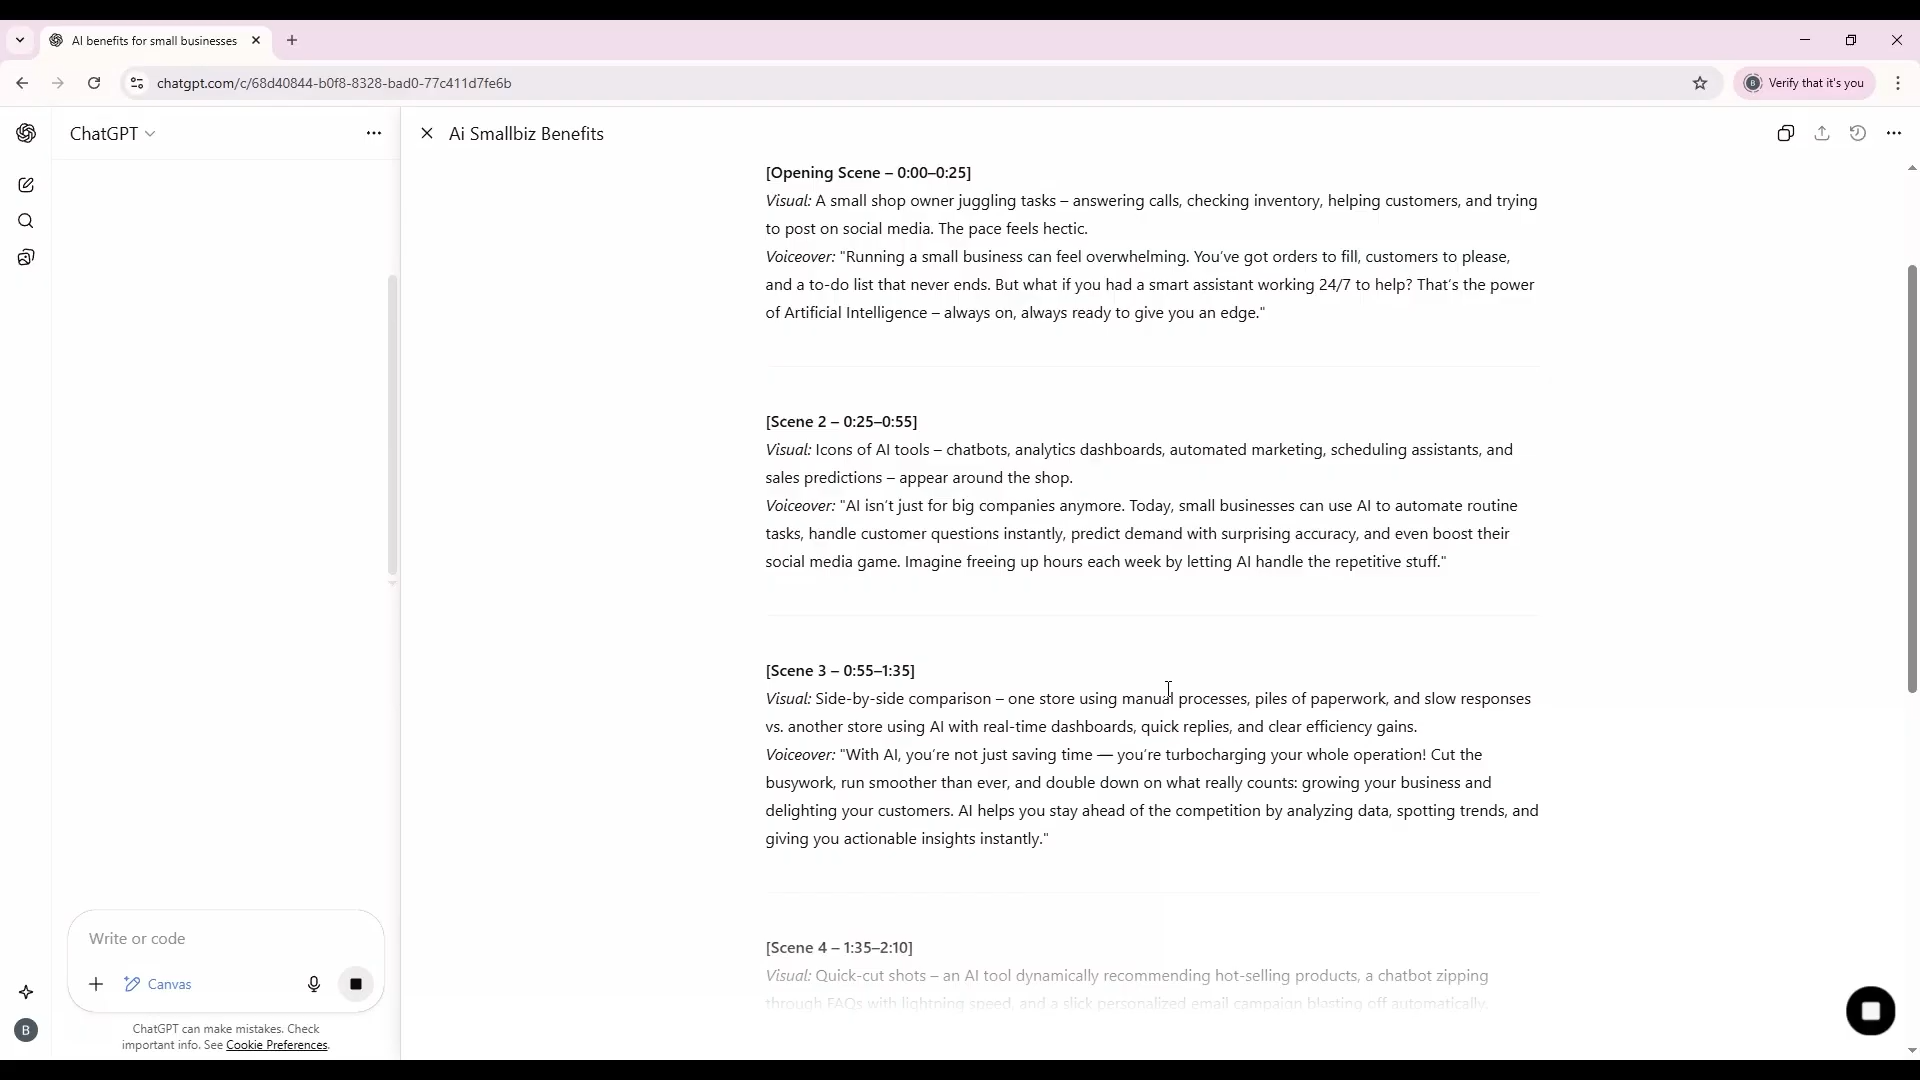 AI benefits for small businesses
chatgpt.com/c/68d40844-b0f8-8328-bad0-77c411d7fe6b
B
Verify that it's you
ChatGPT
Ai Smallbiz Benefits
[Opening Scene – 0:00–0:25]
Visual: A small shop owner juggling tasks – answering calls, checking inventory, helping customers, and trying
to post on social media. The pace feels hectic.
Voiceover: "Running a small business can feel overwhelming. You've got orders to fill, customers to please,
and a to-do list that never ends. But what if you had a smart assistant working 24/7 to help? That's the power
of Artificial Intelligence – always on, always ready to give you an edge."
[Scene 2 – 0:25–0:55]
Visual: Icons of AI tools – chatbots, analytics dashboards, automated marketing, scheduling assistants, and
sales predictions – appear around the shop.
Voiceover: "AI isn't just for big companies anymore. Today, small businesses can use AI to automate routine
tasks, handle customer questions instantly, predict demand with surprising accuracy, and even boost their
social media game. Imagine freeing up hours each week by letting AI handle the repetitive stuff."
[Scene 3 – 0:55–1:35]
Visual: Side-by-side comparison – one store using manual processes, piles of paperwork, and slow responses
vs. another store using AI with real-time dashboards, quick replies, and clear efficiency gains.
Voiceover: "With AI, you're not just saving time — you're turbocharging your whole operation! Cut the
busywork, run smoother than ever, and double down on what really counts: growing your business and
delighting your customers. AI helps you stay ahead of the competition by analyzing data, spotting trends, and
giving you actionable insights instantly."
[Scene 4 – 1:35–2:10]
Visual: Quick-cut shots – an AI tool dynamically recommending hot-selling products, a chatbot zipping
through FAQs with lightning speed, and a slick personalized email campaign blasting off automatically.
Write or code
Canvas
B
ChatGPT can make mistakes. Check
important info. See Cookie Preferences.